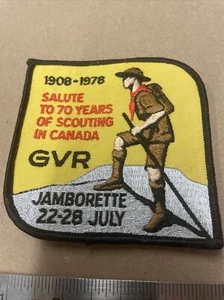 1908-1978
SALUTE
TO 70 YEARS
OF SCOUTING
IN CANADA
GVR
JAMBORETTE
22-28 JULY